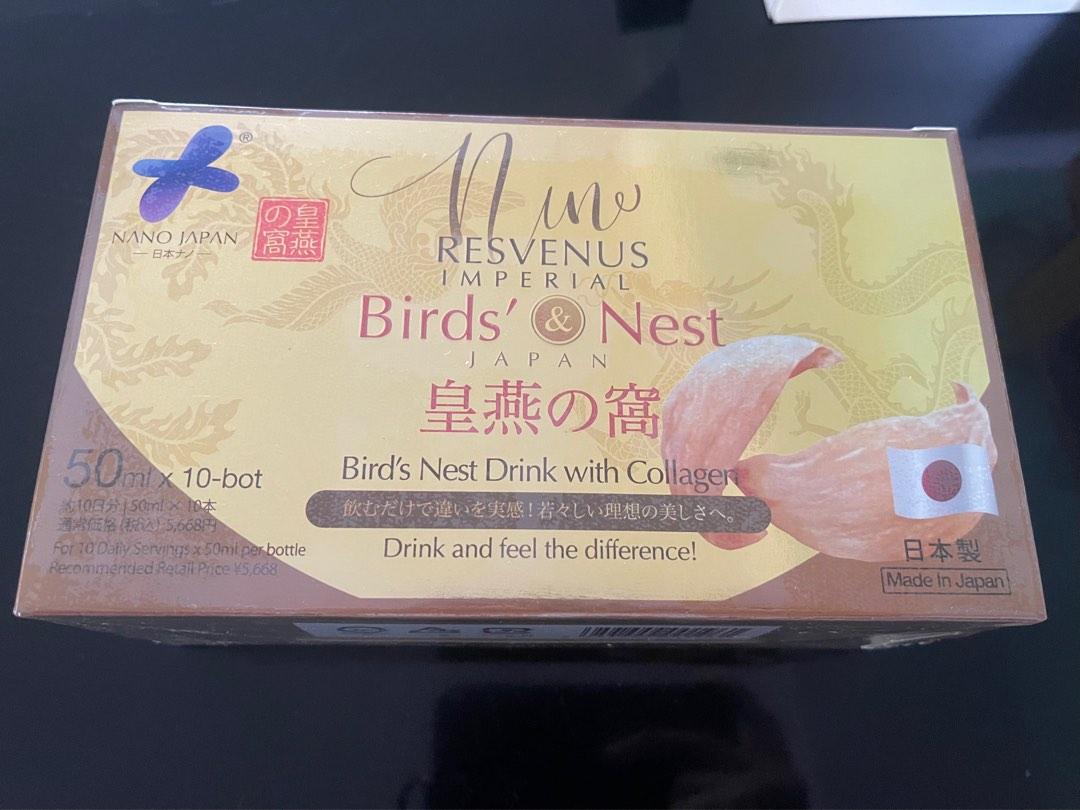 ®
NANO JAPAN
日本ナノ
皇燕
の窩
Nino
RESVENUS
IMPERIAL
Birds' & Nest
JAPAN
皇燕の窩
50ml x 10-bot
約10日分 | 50ml × 10本
通常価格 (税込) 5,668円
For 10 Daily Servings x 50ml per bottle
Recommended Retail Price ¥5,668
Bird's Nest Drink with Collagen
飲むだけで違いを実感！若々しい理想の美しさへ。
Drink and feel the difference!
日本製
Made In Japan